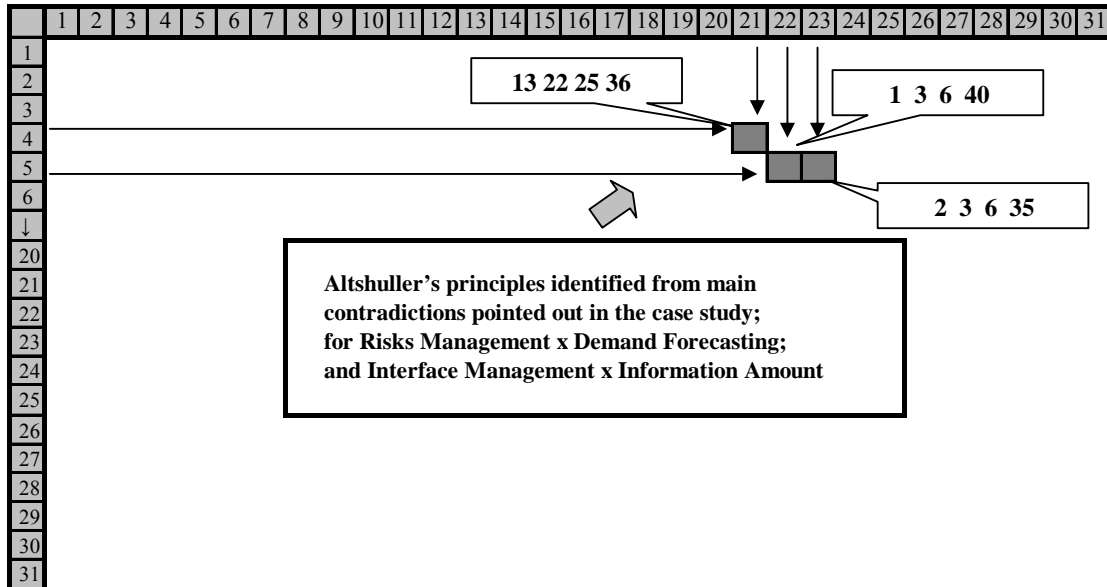 1 2 3 4 5 6 7 8 9 10 11 12 13 14 15 16 17 18 19 20 21 22 23 24 25 26 27 28 29 30 31
1
2
13 22 25 36
1 3 6 40
3
4
5
6
2 3 6 35
↓
20
21
22
23
24
25
26
27
28
29
30
31
Altshuller’s principles identified from main
contradictions pointed out in the case study;
for Risks Management x Demand Forecasting;
and Interface Management x Information Amount